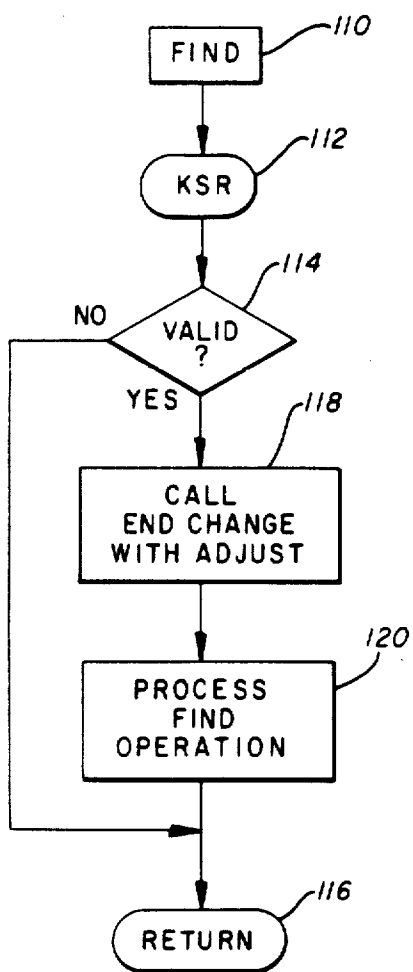 FIND
110
KSR
112
114
VALID
?
NO
YES
118
CALL
END CHANGE
WITH ADJUST
120
PROCESS
FIND
OPERATION
116
RETURN